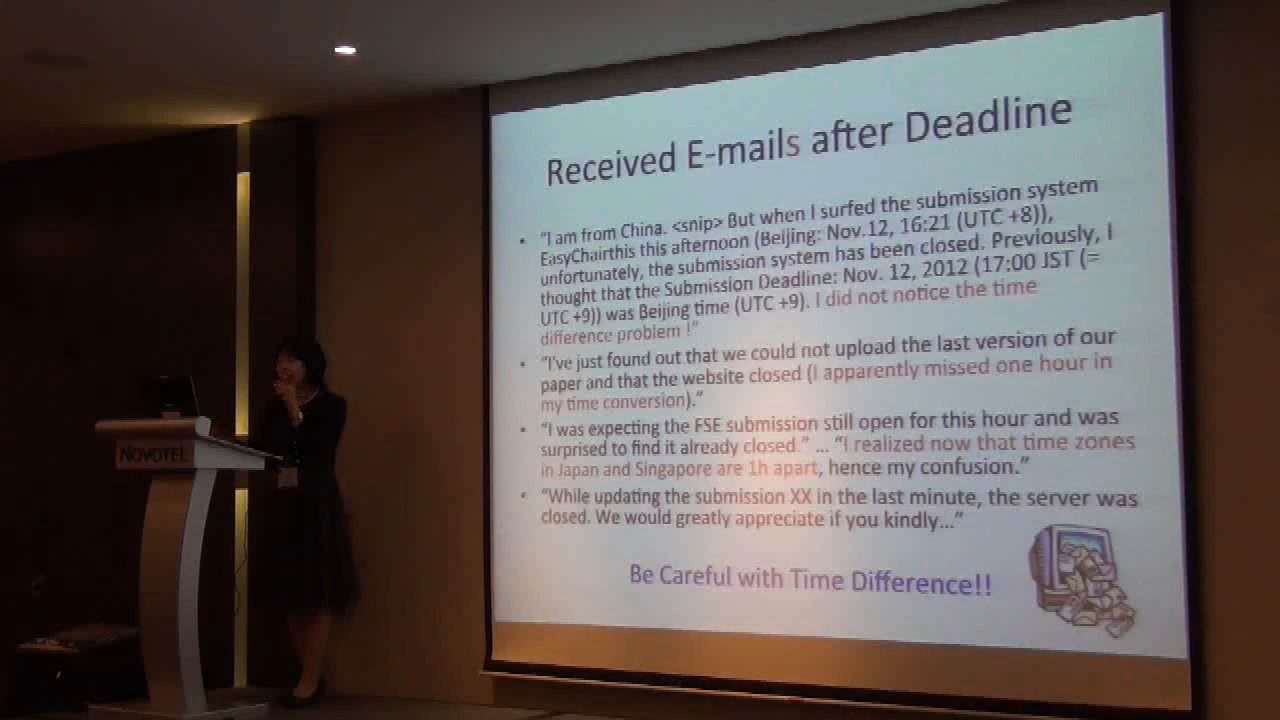 Received E-mails after Deadline
• "I am from China. <snip> But when I surfed the submission system
EasyChairthis this afternoon (Beijing: Nov.12, 16:21 (UTC +8)),
unfortunately, the submission system has been closed. Previously, I
thought that the Submission Deadline: Nov. 12, 2012 (17:00 JST (=
UTC +9)) was Beijing time (UTC +9). I did not notice the time
difference problem !"
• "I've just found out that we could not upload the last version of our
paper and that the website closed (I apparently missed one hour in
my time conversion)."
• "I was expecting the FSE submission still open for this hour and was
surprised to find it already closed." ... "I realized now that time zones
in Japan and Singapore are 1h apart, hence my confusion."
• "While updating the submission XX in the last minute, the server was
closed. We would greatly appreciate if you kindly..."
Be Careful with Time Difference!!
NOVOTEL